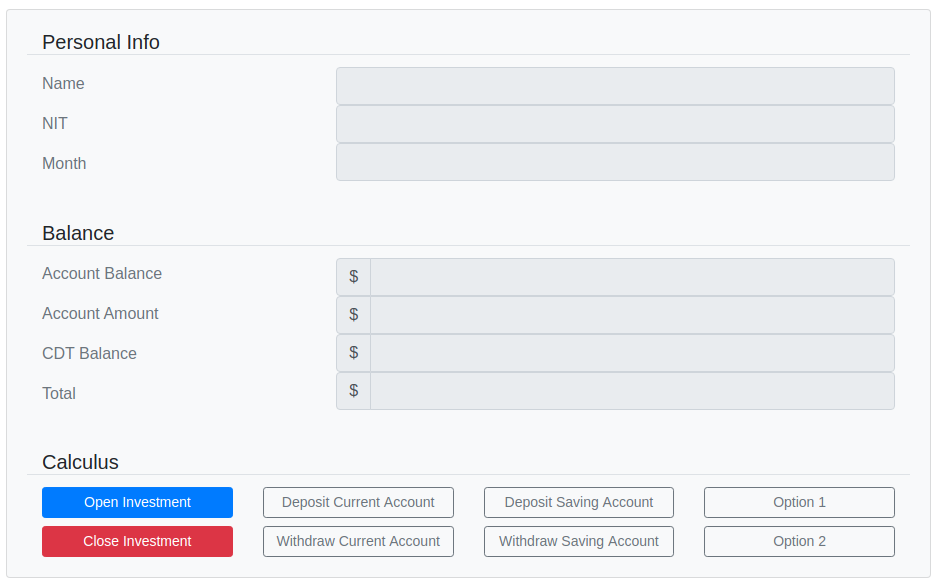 Personal Info
Name
NIT
Month
Balance
Account Balance $
Account Amount $
CDT Balance $
Total $
Calculus
Open Investment Deposit Current Account Deposit Saving Account Option 1
Close Investment Withdraw Current Account Withdraw Saving Account Option 2